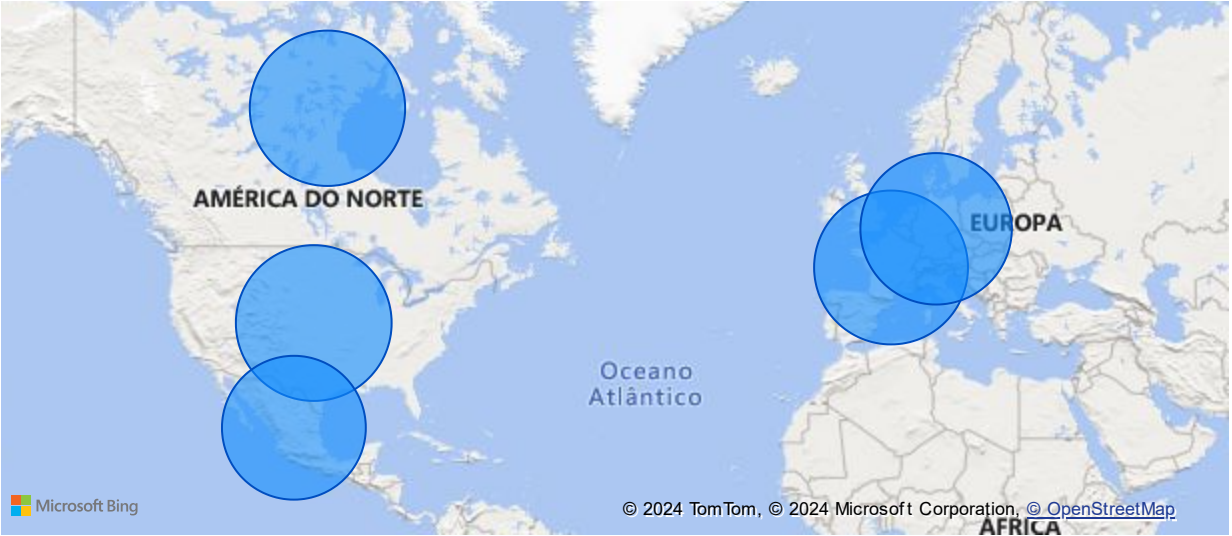 AMÉRICA DO NORTE
EUROPA
Oceano
Atlântico
Microsoft Bing
© 2024 TomTom, © 2024 Microsoft Corporation, © OpenStreetMap
ÁFRICA